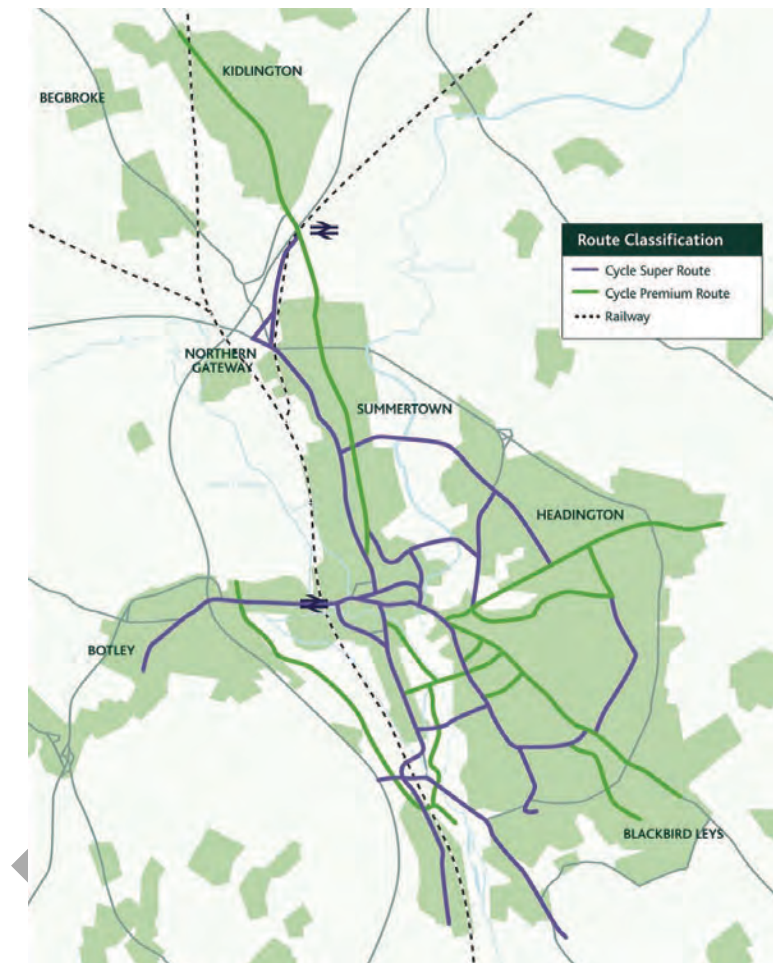 KIDLINGTON
BEGBROKE
Route Classification
Cycle Super Route
Cycle Premium Route
Railway
NORTHERN
GATEWAY
SUMMERTOWN
HEADINGTON
BOTLEY
BLACKBIRD LEYS